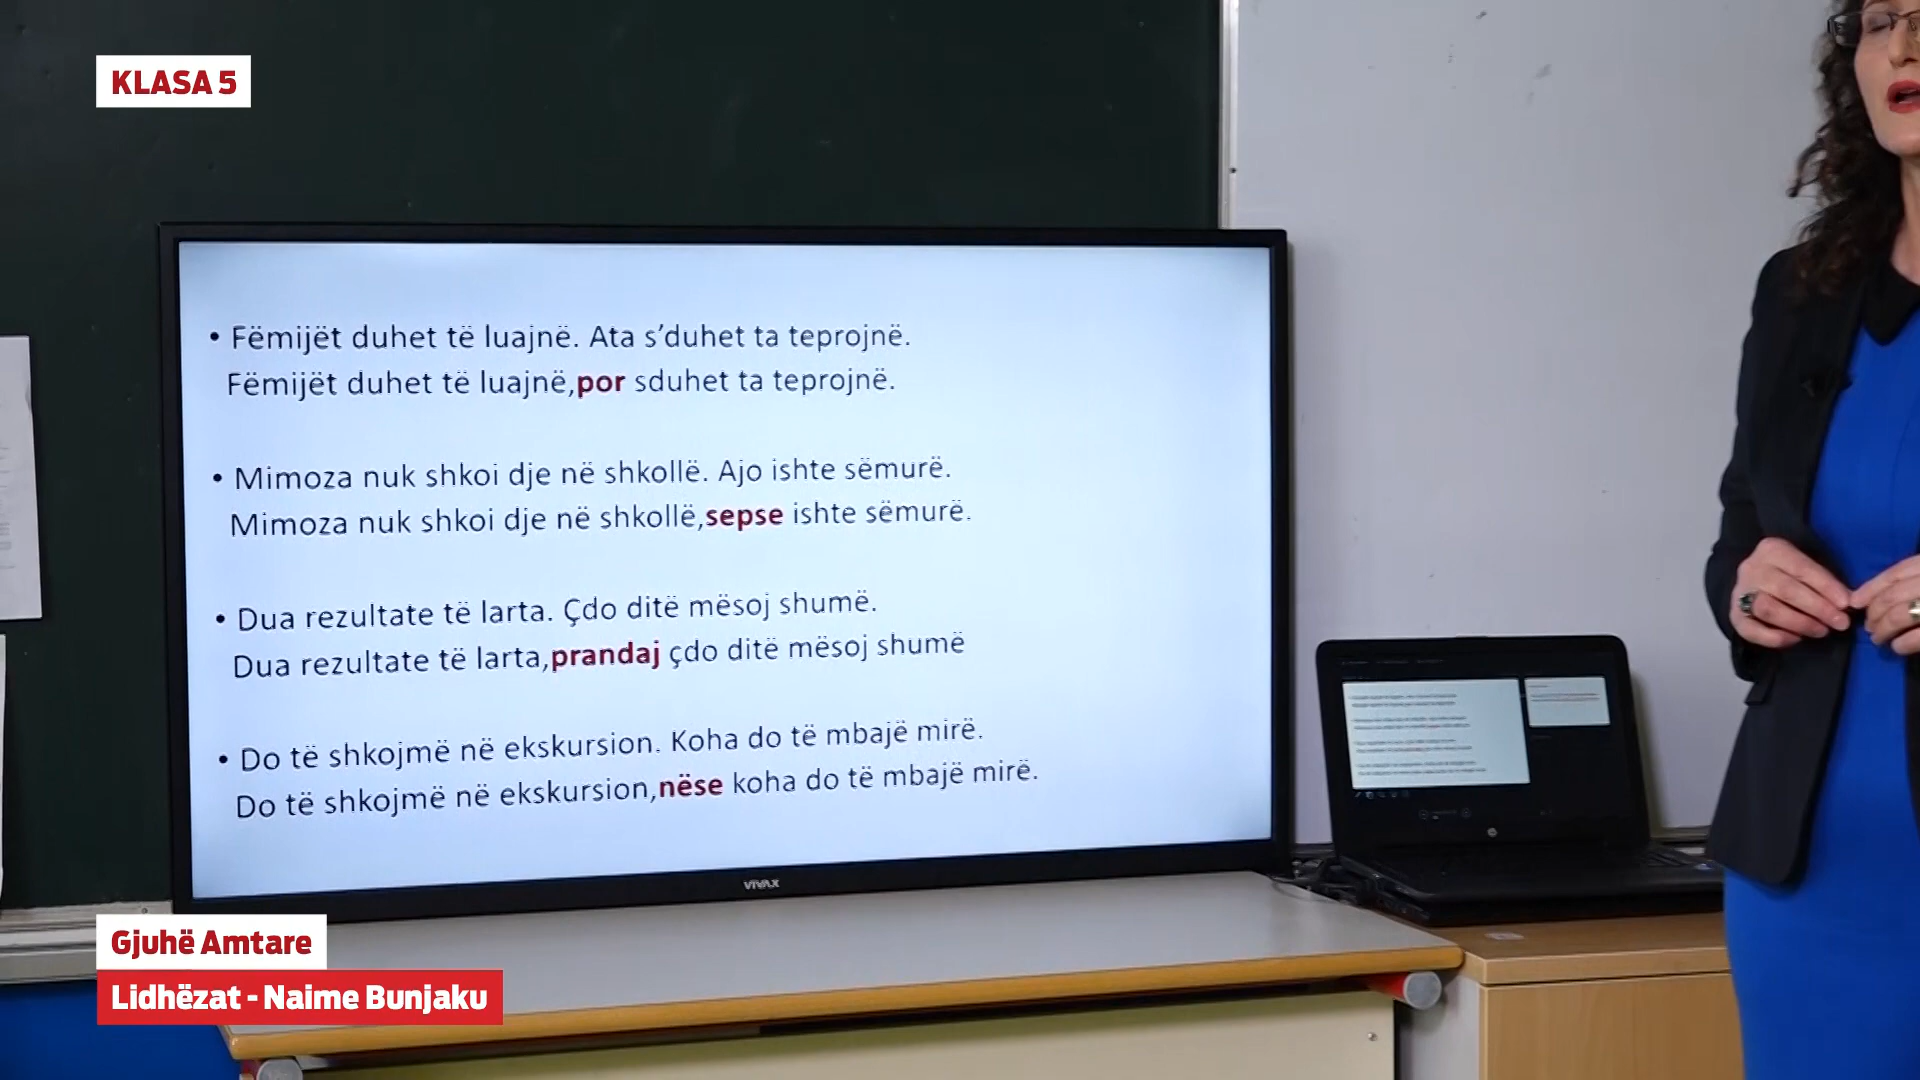 KLASA 5
• Fëmijët duhet të luajnë. Ata s’duhet ta teprojnë.
Fëmijët duhet të luajnë,por sduhet ta teprojnë.
• Mimoza nuk shkoi dje në shkollë. Ajo ishte sëmurë.
Mimoza nuk shkoi dje në shkollë,sepse ishte sëmurë.
• Dua rezultate të larta. Çdo ditë mësoj shumë.
Dua rezultate të larta,prandaj çdo ditë mësoj shumë
• Do të shkojmë në ekskursion. Koha do të mbajë mirë.
Do të shkojmë në ekskursion,nëse koha do të mbajë mirë.
VIVAX
hp
Gjuhë Amtare
Lidhëzat - Naime Bunjaku